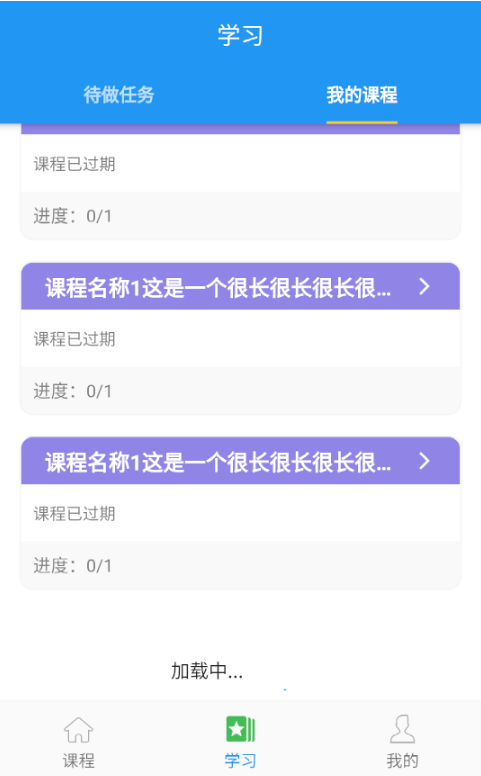 学习
待做任务
我的课程
课程已过期
进度：0/1
课程名称1这是一个很长很长很长很...
课程已过期
进度：0/1
课程名称1这是一个很长很长很长很...
课程已过期
进度：0/1
加载中...
课程
学习
我的